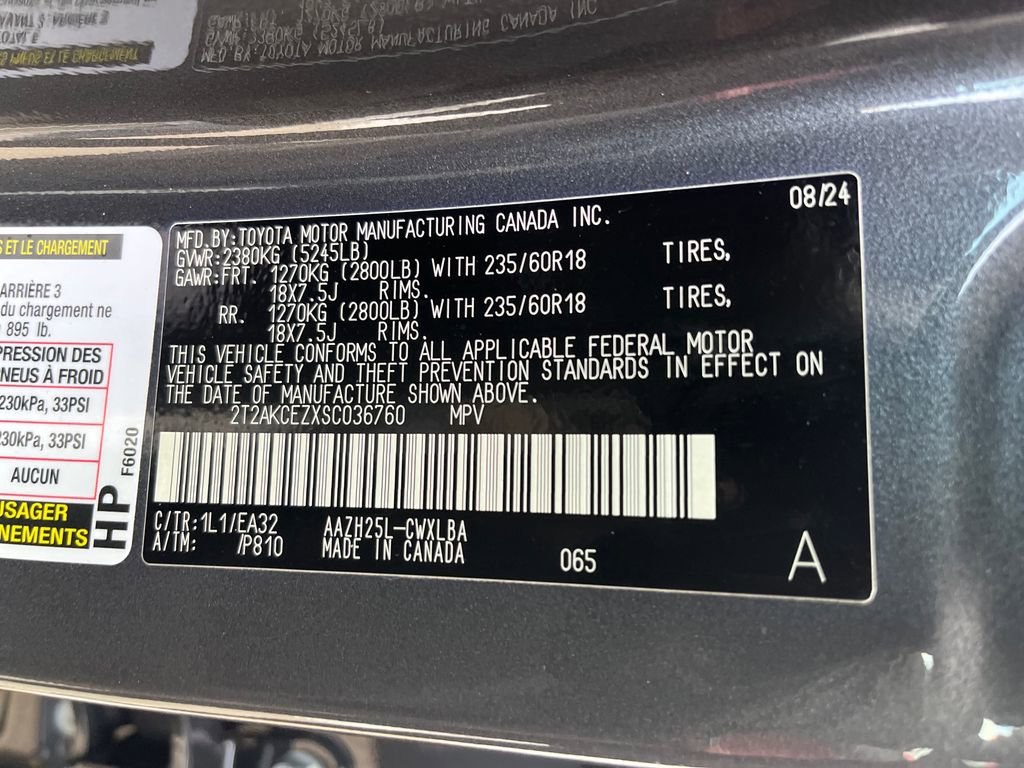 S ET LE CHARGEMENT
ARRIÈRE 3
du chargement ne
895 lb.
PRESSION DES
PNEUS À FROID
230kPa, 33PSI
230kPa, 33PSI
AUCUN
USAGER
NEMENTS
F6020
HP
08/24
MFD.BY:TOYOTA MOTOR MANUFACTURING CANADA INC.
GVWR:2380KG (5245LB)
GAWR:FRT. 1270KG (2800LB) WITH 235/60R18 TIRES,
18X7.5J RIMS.
RR. 1270KG (2800LB) WITH 235/60R18 TIRES,
18X7.5J RIMS.
THIS VEHICLE CONFORMS TO ALL APPLICABLE FEDERAL MOTOR
VEHICLE SAFETY AND THEFT PREVENTION STANDARDS IN EFFECT ON
THE DATE OF MANUFACTURE SHOWN ABOVE.
2T2AKCEZXSC036760 MPV
C/TR:1L1/EA32 AAZH25L-CWXLBA
A/TM: /P810 MADE IN CANADA 065 A